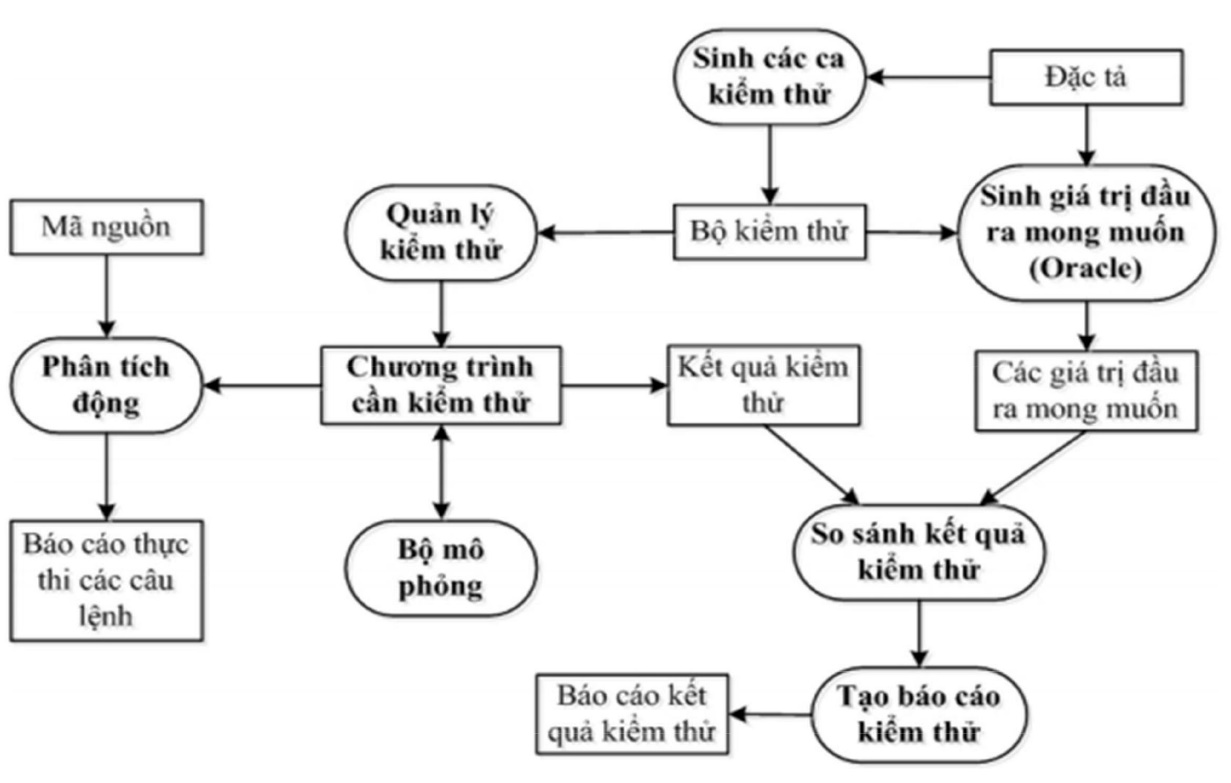 Sinh các ca
kiểm thử
Đặc tả
Mã nguồn
Quản lý
kiểm thử
Bộ kiểm thử
Sinh giá trị đầu
ra mong muốn
(Oracle)
Phân tích
động
Chương trình
cần kiểm thử
Kết quả kiểm
thử
Các giá trị đầu
ra mong muốn
Báo cáo thực
thi các câu
lệnh
Bộ mô
phỏng
So sánh kết quả
kiểm thử
Báo cáo kết
quả kiểm thử
Tạo báo cáo
kiểm thử